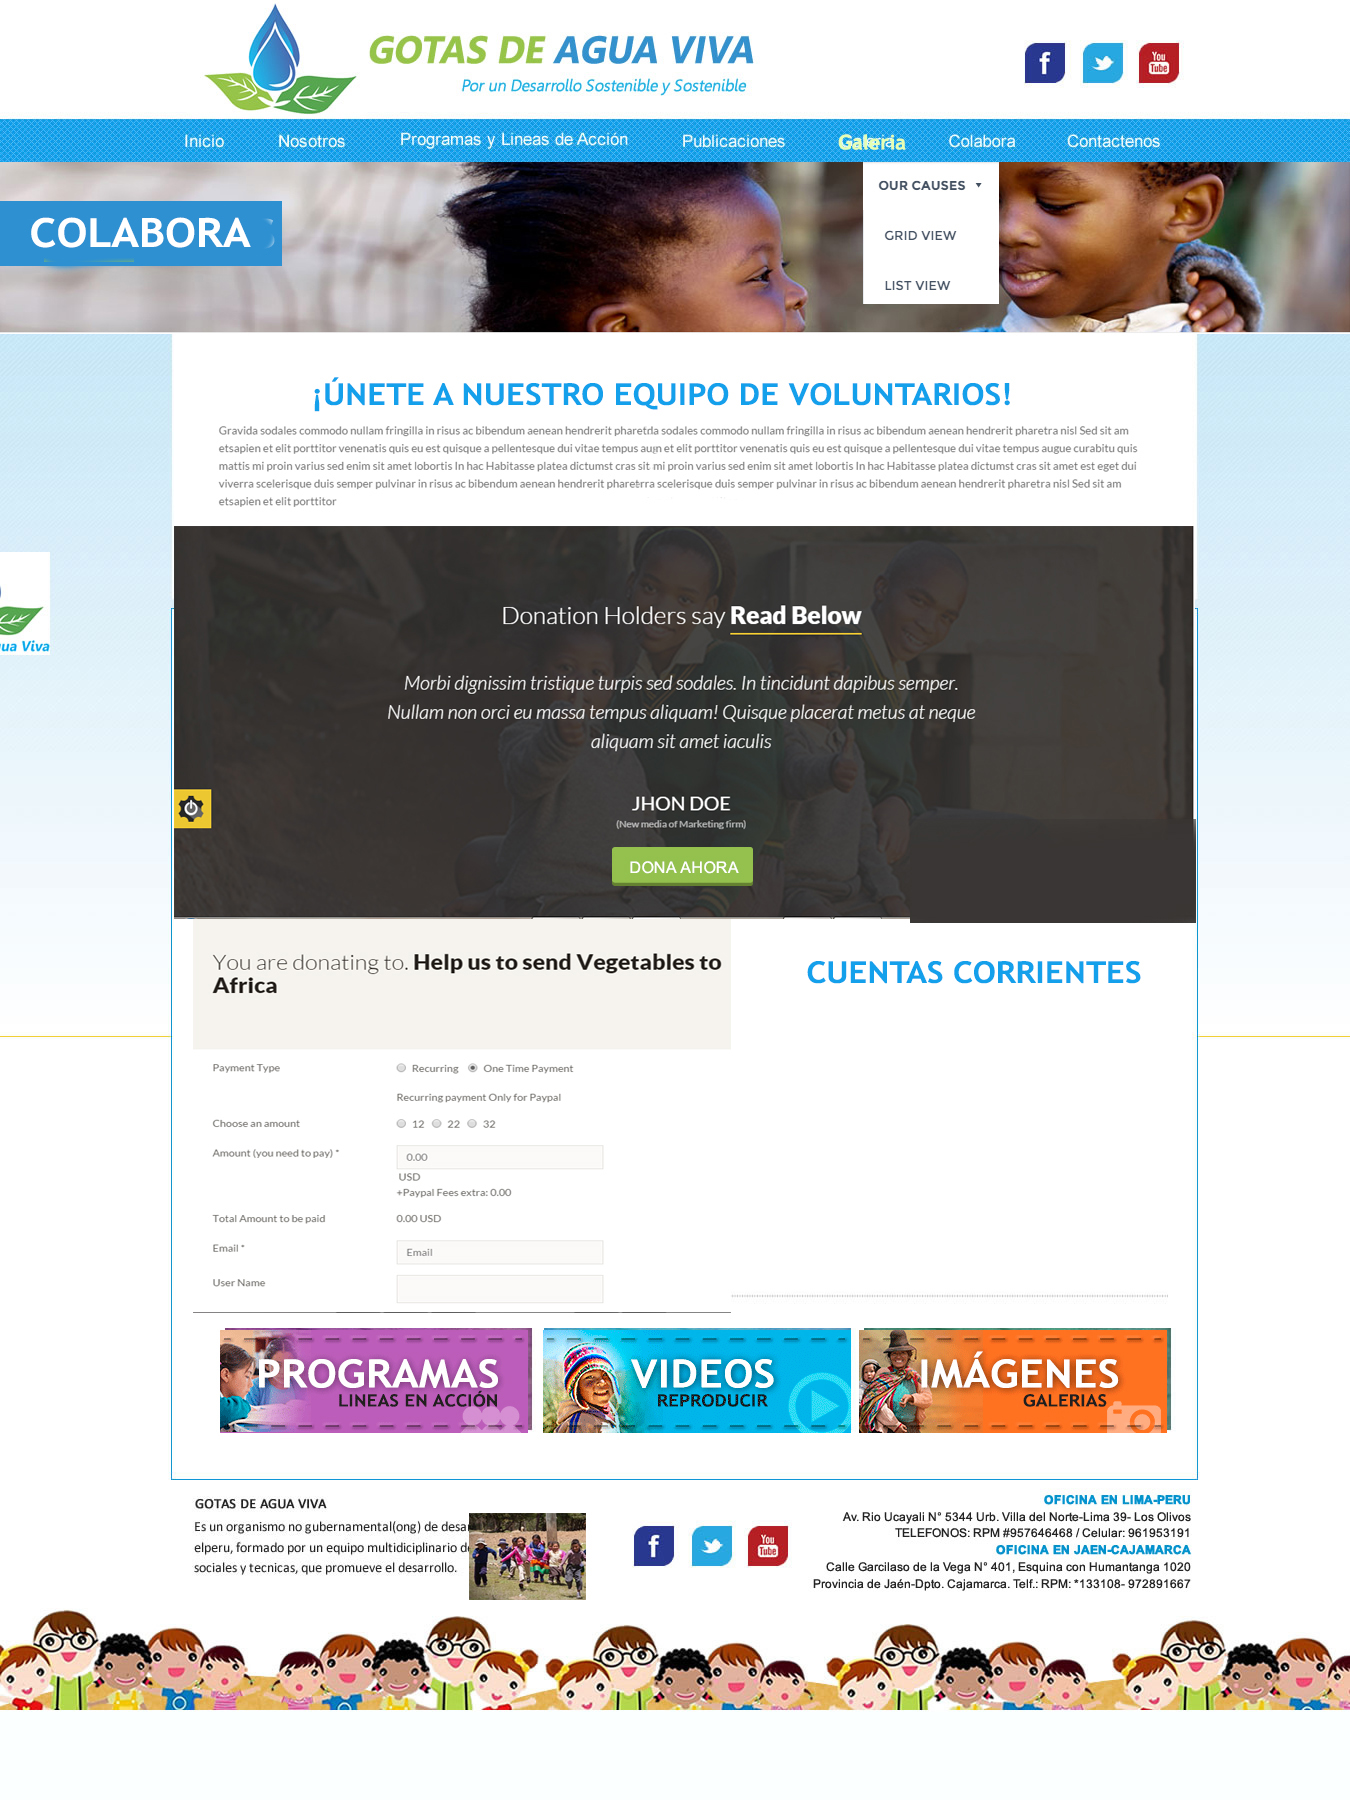 GOTAS DE AGUA VIVA
Por un Desarrollo Sostenible y Sostenible
f
You Tube
Inicio
Nosotros
Programas y Lineas de Acción
Publicaciones
Galeria
Colabora
Contactenos
OUR CAUSES
GRID VIEW
LIST VIEW
COLABORA
¡ÚNETE A NUESTRO EQUIPO DE VOLUNTARIOS!
Gravida sodales commodo nullam fringilla in risus ac bibendum aenean hendrerit pharetda sodales commodo nullam fringilla in risus ac bibendum aenean hendrerit pharetra nisl Sed sit am
etsapien et elit porttitor venenatis quis eu est quisque a pellentesque dui vitae tempus et elit porttitor venenatis quis eu est quisque a pellentesque dui vitae tempus augue curabitu quis
mattis mi proin varius sed enim sit amet lobortis In hac Habitasse platea dictumst cras sit mi proin varius sed enim sit amet lobortis In hac Habitasse platea dictumst cras sit amet est eget dui
viverra scelerisque duis semper pulvinar in risus ac bibendum aenean hendrerit pharetrra scelerisque duis semper pulvinar in risus ac bibendum aenean hendrerit pharetra nisl Sed sit am
etsapien et elit porttitor
gua Viva
Donation Holders say Read Below
Morbi dignissim tristique turpis sed sodales. In tincidunt dapibus semper.
Nullam non orci eu massa tempus aliquam! Quisque placerat metus at neque
aliquam sit amet iaculis
JHON DOE
(New media of Marketing firm)
DONA AHORA
You are donating to. Help us to send Vegetables to
Africa
CUENTAS CORRIENTES
Payment Type
Recurring
One Time Payment
Recurring payment Only for Paypal
Choose an amount
12
22
32
Amount (you need to pay) *
0.00
USD
+Paypal Fees extra: 0.00
Total Amount to be paid
0.00 USD
Email *
Email
User Name
PROGRAMAS
LINEAS EN ACCIÓN
VIDEOS
REPRODUCIR
IMÁGENES
GALERIAS
GOTAS DE AGUA VIVA
Es un organismo no gubernamental(ong) de desar
elperu, formado por un equipo multidiciplinario de
sociales y tecnicas, que promueve el desarrollo.
f
You Tube
OFICINA EN LIMA-PERU
Av. Rio Ucayali N° 5344 Urb. Villa del Norte-Lima 39- Los Olivos
TELEFONOS: RPM #957646468 / Celular: 961953191
OFICINA EN JAEN-CAJAMARCA
Calle Garcilaso de la Vega N° 401, Esquina con Humantanga 1020
Provincia de Jaén-Dpto. Cajamarca. Telf.: RPM: *133108- 972891667